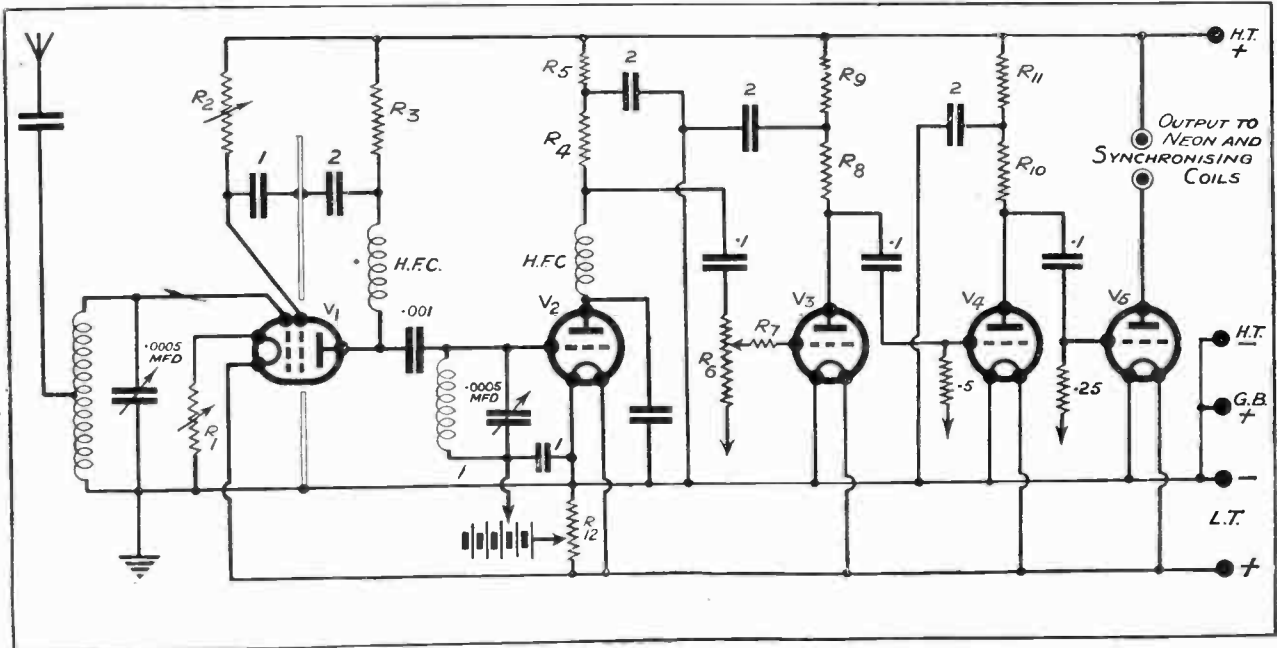 H.T.
+
R5
2
R9
R11
R2
R3
2
2
OUTPUT TO
NEON AND
SYNCHRONISING
COILS
R4
1
2
R8
R10
H.F.C.
H.F.C
.1
.1
.1
V1
V2
V3
V4
V5
.001
.0005
MFD
R7
R6
H.T.
-
.0005
MFD
.5
.25
R
1
G.B.
+
1
1
-
R
12
L.T.
+